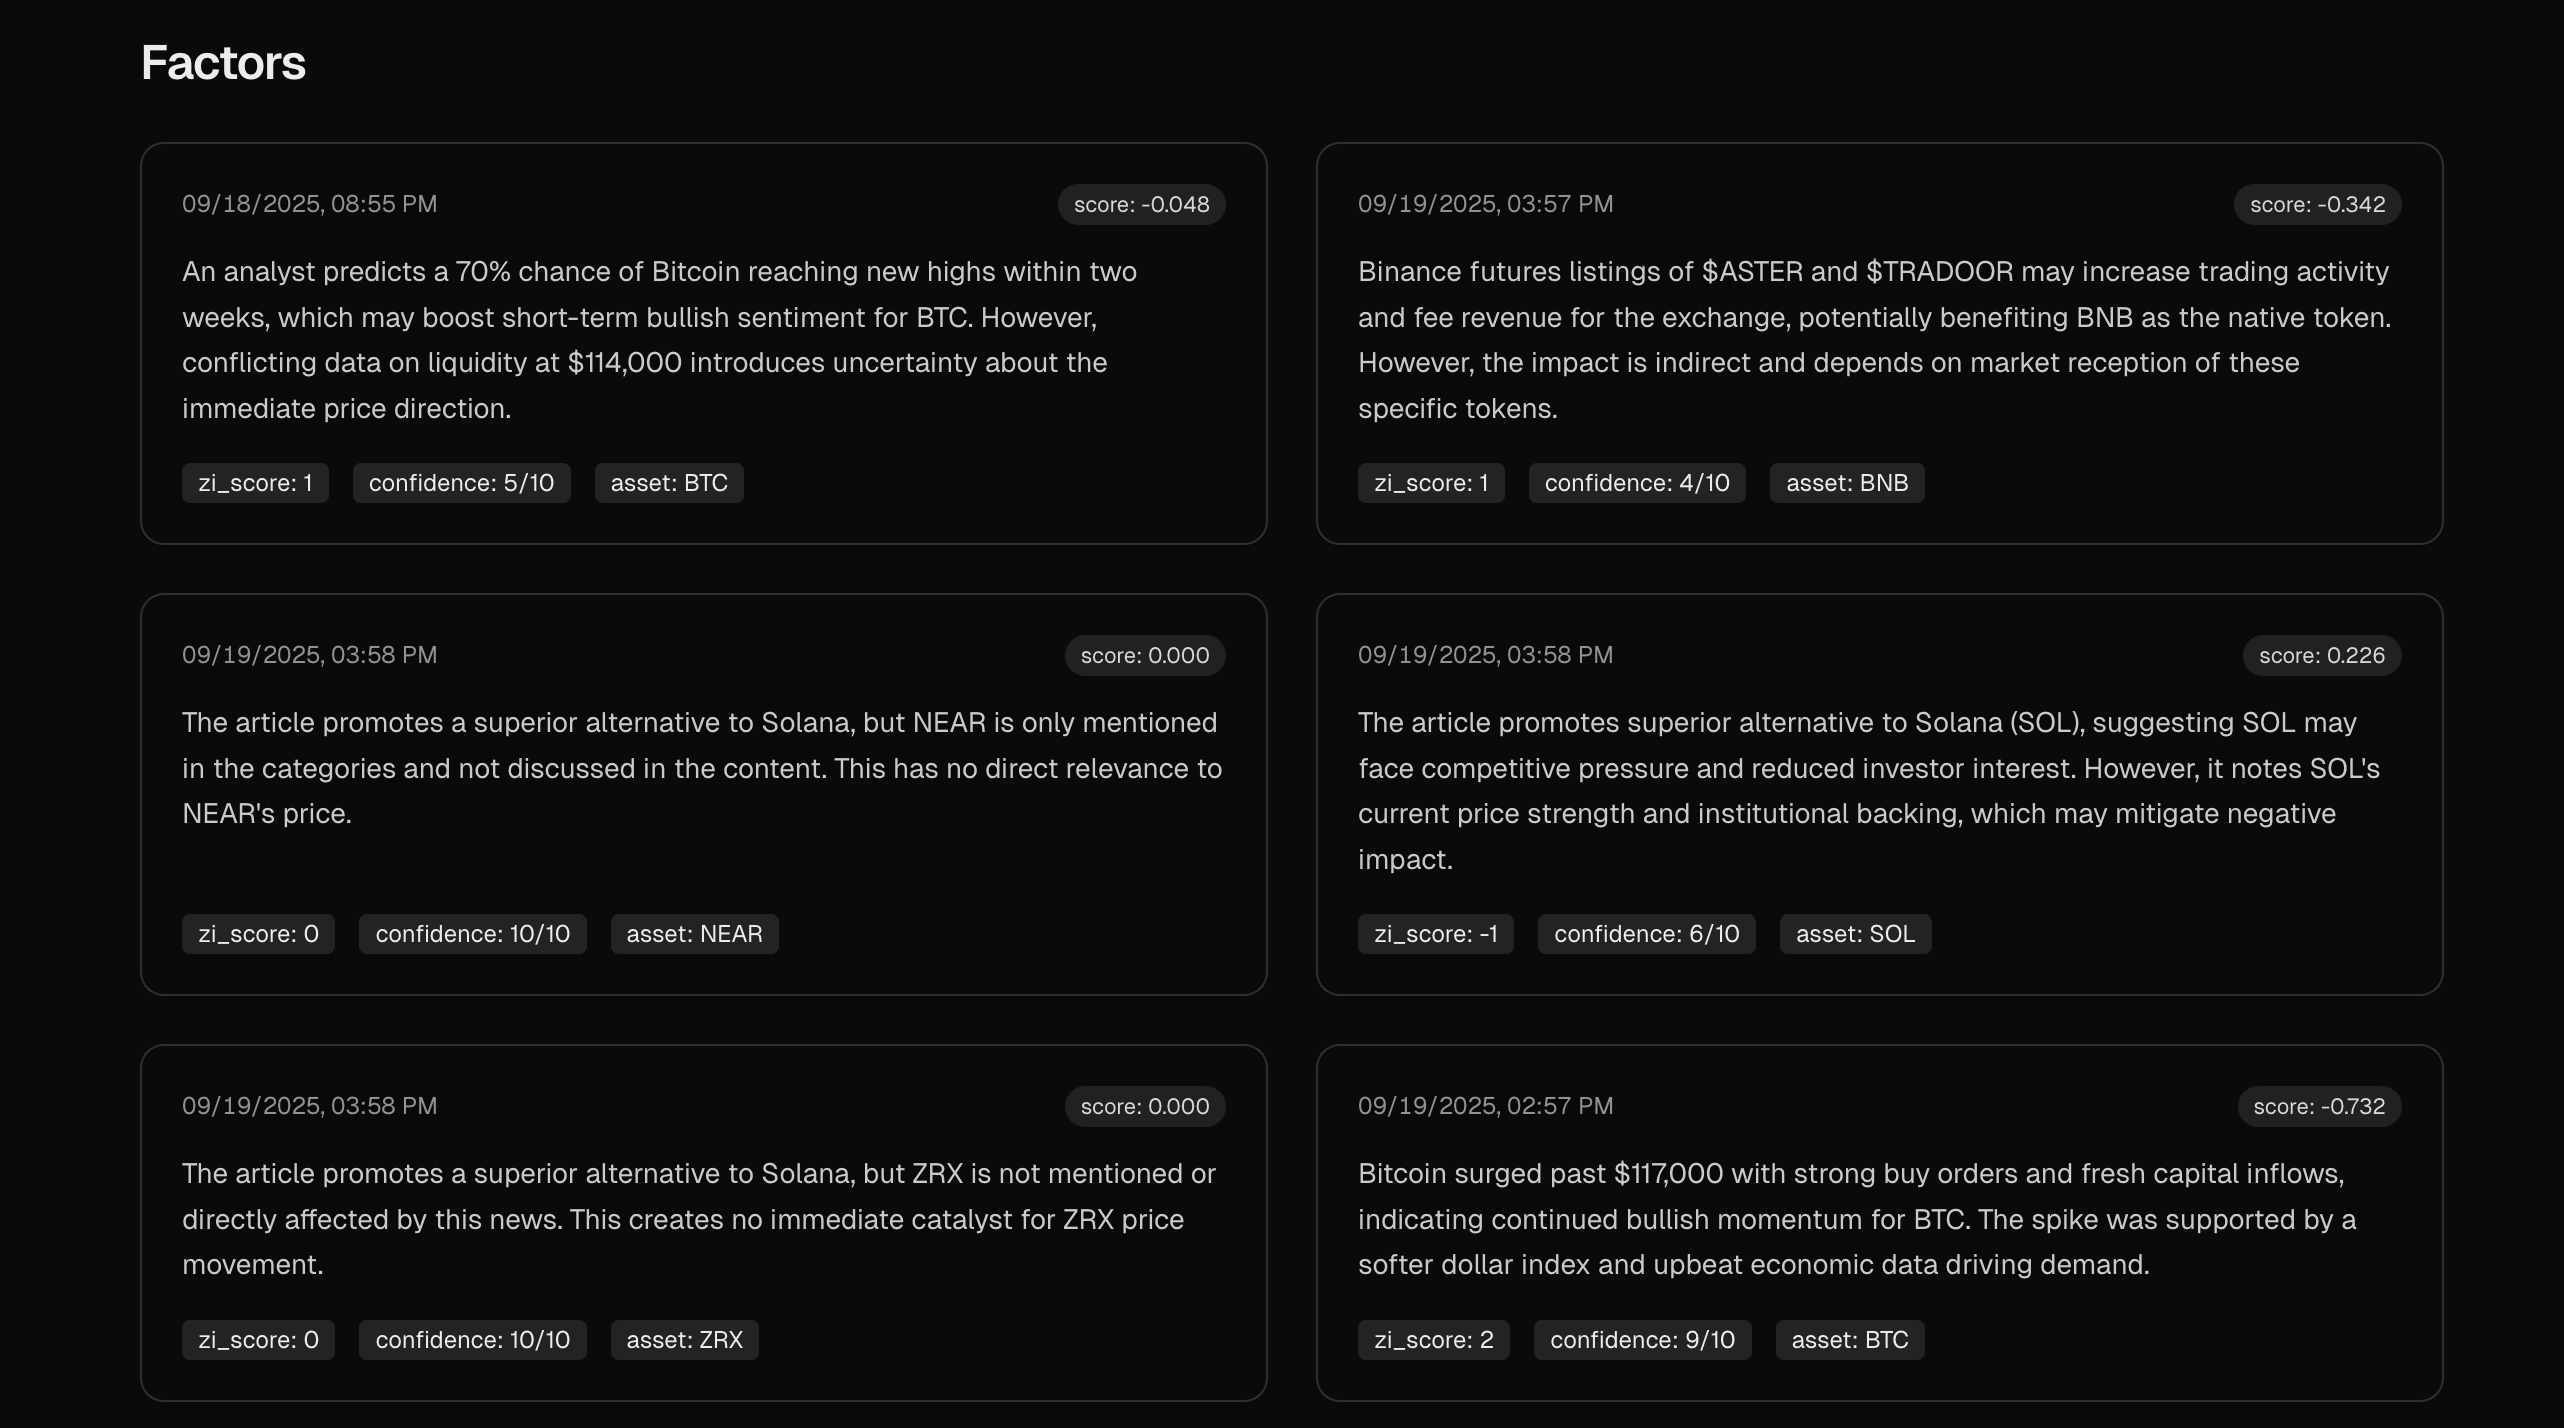 Factors
09/18/2025, 08:55 PM
score: -0.048
An analyst predicts a 70% chance of Bitcoin reaching new highs within two
weeks, which may boost short-term bullish sentiment for BTC. However,
conflicting data on liquidity at $114,000 introduces uncertainty about the
immediate price direction.
zi_score: 1
confidence: 5/10
asset: BTC
09/19/2025, 03:57 PM
score: -0.342
Binance futures listings of $ASTER and $TRADOOR may increase trading activity
and fee revenue for the exchange, potentially benefiting BNB as the native token.
However, the impact is indirect and depends on market reception of these
specific tokens.
zi_score: 1
confidence: 4/10
asset: BNB
09/19/2025, 03:58 PM
score: 0.000
The article promotes a superior alternative to Solana, but NEAR is only mentioned
in the categories and not discussed in the content. This has no direct relevance to
NEAR's price.
zi_score: 0
confidence: 10/10
asset: NEAR
09/19/2025, 03:58 PM
score: 0.226
The article promotes superior alternative to Solana (SOL), suggesting SOL may
face competitive pressure and reduced investor interest. However, it notes SOL's
current price strength and institutional backing, which may mitigate negative
impact.
zi_score: -1
confidence: 6/10
asset: SOL
09/19/2025, 03:58 PM
score: 0.000
The article promotes a superior alternative to Solana, but ZRX is not mentioned or
directly affected by this news. This creates no immediate catalyst for ZRX price
movement.
zi_score: 0
confidence: 10/10
asset: ZRX
09/19/2025, 02:57 PM
score: -0.732
Bitcoin surged past $117,000 with strong buy orders and fresh capital inflows,
indicating continued bullish momentum for BTC. The spike was supported by a
softer dollar index and upbeat economic data driving demand.
zi_score: 2
confidence: 9/10
asset: BTC